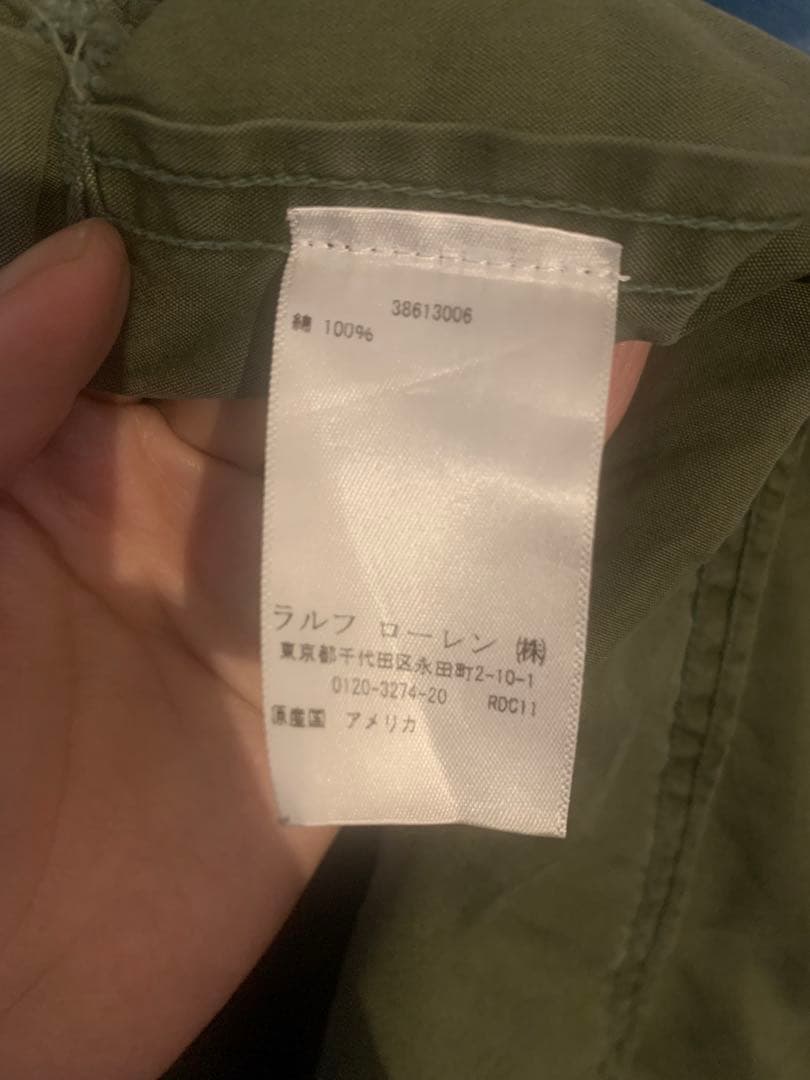 38613006
綿 100%
ラルフ ローレン ㈱
東京都千代田区永田町2-10-1
0120-3274-20 RDC11
原産国 アメリカ